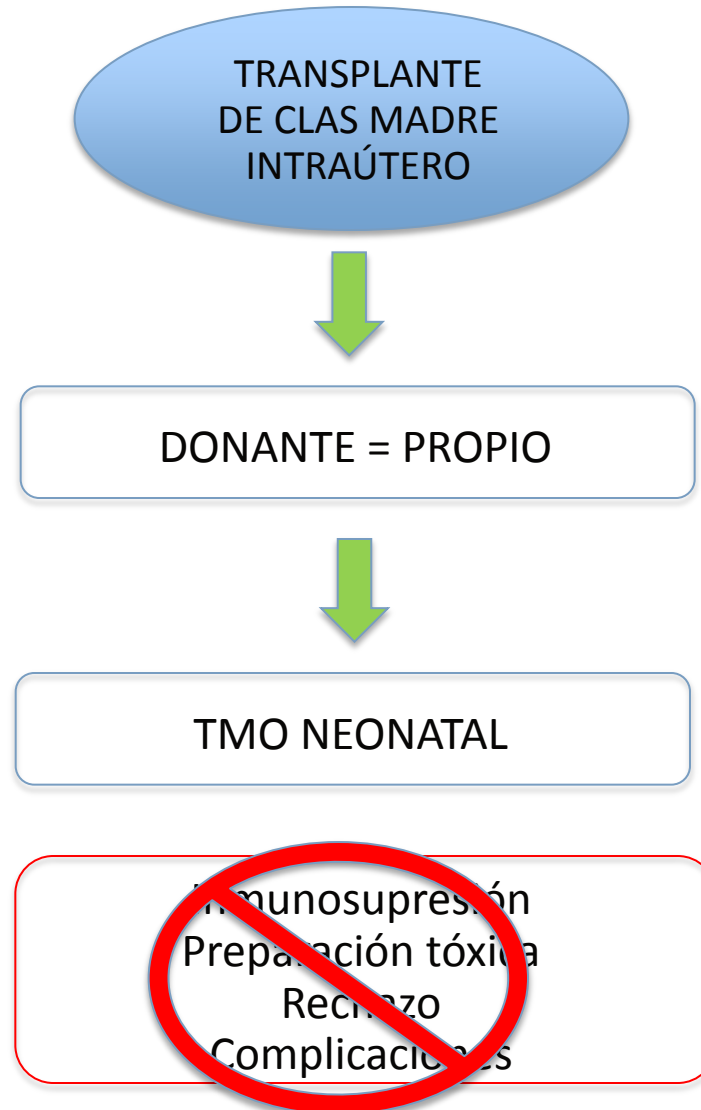 TRANSPLANTE
DE CLAS MADRE
INTRAÚTERO
DONANTE = PROPIO
TMO NEONATAL
Inmunosupresión
Preparación tóxica
Rechazo
Complicaciones